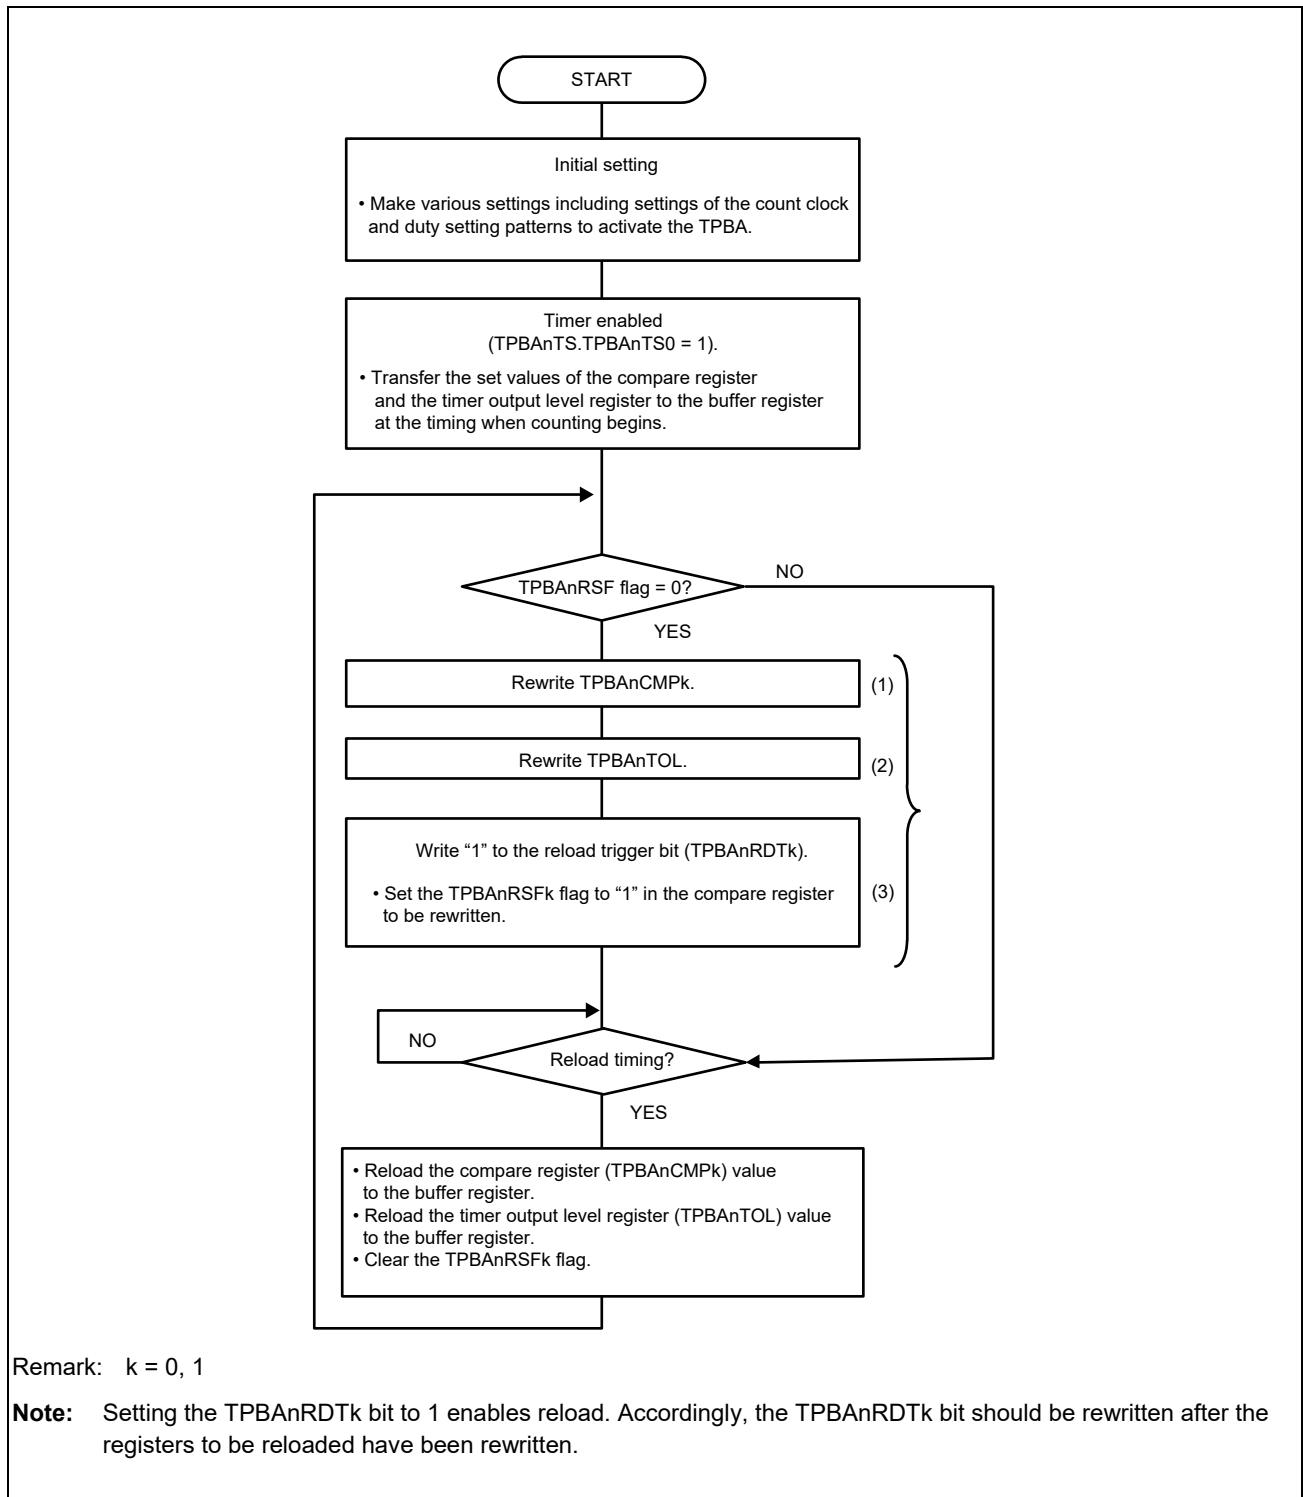 START
Initial setting
• Make various settings including settings of the count clock
and duty setting patterns to activate the TPBA.
Timer enabled
(TPBAnTS.TPBAnTS0 = 1).
• Transfer the set values of the compare register
and the timer output level register to the buffer register
at the timing when counting begins.
TPBAnRSF flag = 0?
NO
YES
Rewrite TPBAnCMPk.
(1)
Rewrite TPBAnTOL.
(2)
Write “1” to the reload trigger bit (TPBAnRDTk).
• Set the TPBAnRSFk flag to “1” in the compare register
to be rewritten.
(3)
NO
Reload timing?
YES
• Reload the compare register (TPBAnCMPk) value
to the buffer register.
• Reload the timer output level register (TPBAnTOL) value
to the buffer register.
• Clear the TPBAnRSFk flag.
Remark: k = 0, 1
Note: Setting the TPBAnRDTk bit to 1 enables reload. Accordingly, the TPBAnRDTk bit should be rewritten after the
registers to be reloaded have been rewritten.